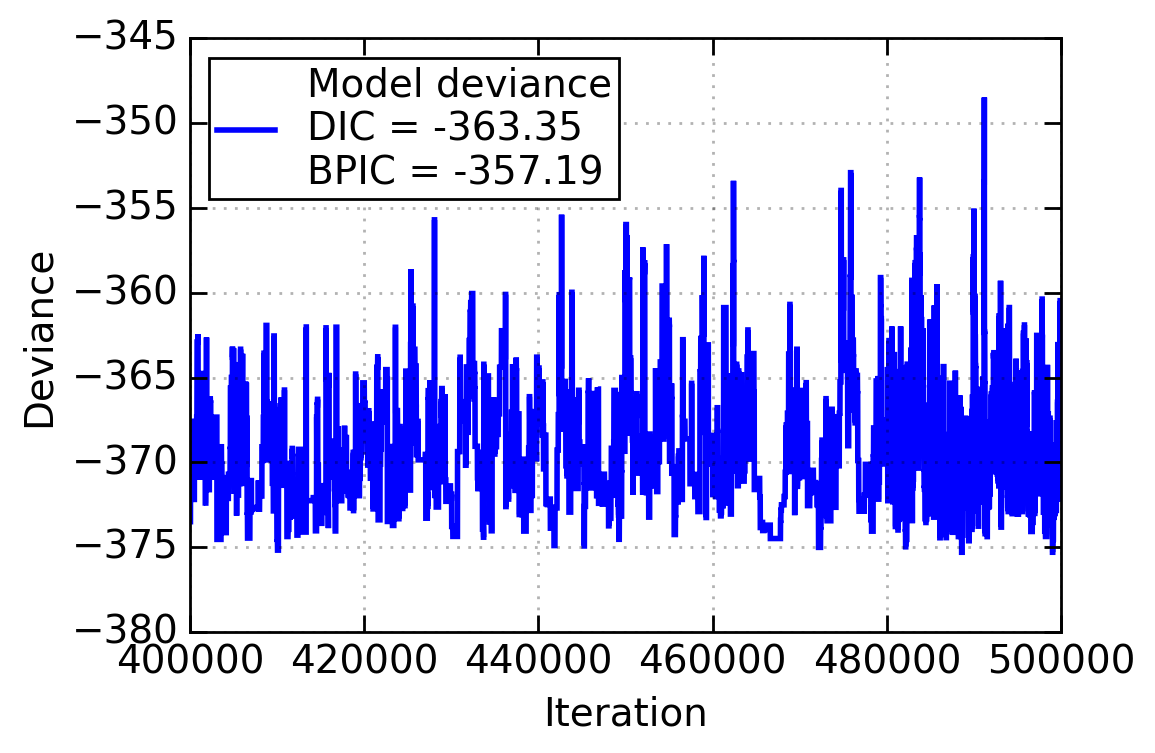 −345
−350
−355
−360
−365
−370
−375
−380
Deviance
Model deviance
DIC = -363.35
BPIC = -357.19
400000 420000 440000 460000 480000 500000
Iteration